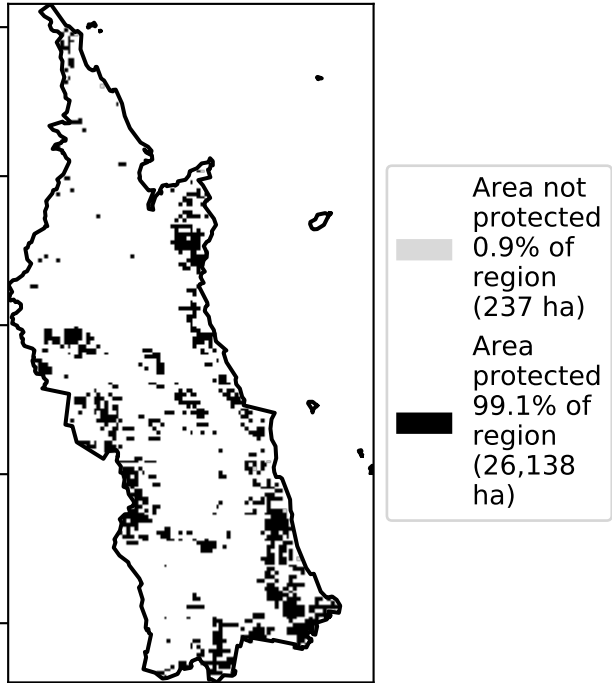 Area not
protected
0.9% of
region
(237 ha)
Area
protected
99.1% of
region
(26,138
ha)